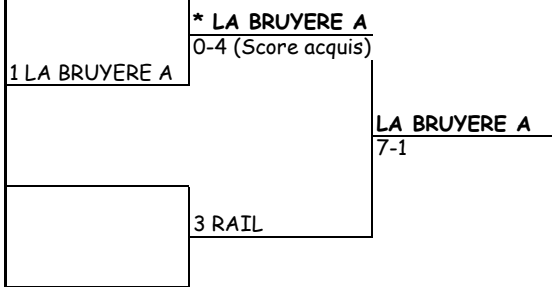 * LA BRUYERE A
0-4 (Score acquis)
1 LA BRUYERE A
LA BRUYERE A
7-1
3 RAIL